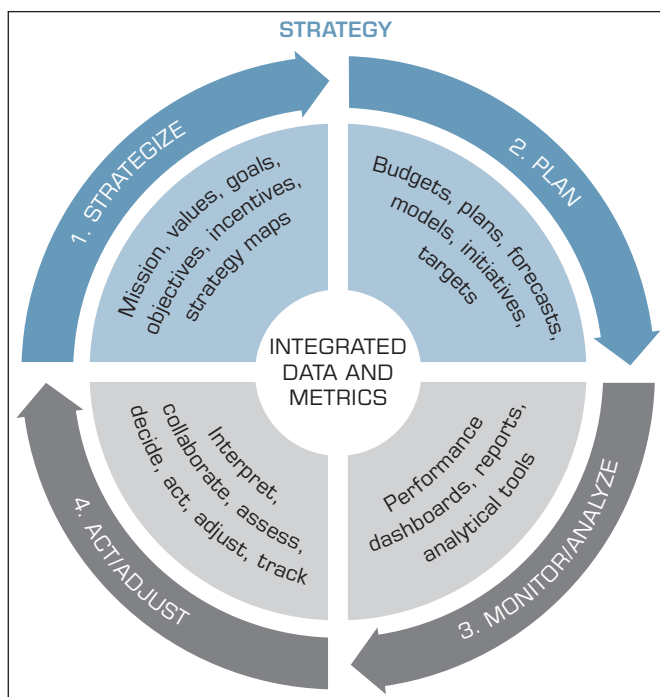 STRATEGY
1. STRATEGIZE
Mission, values, goals,
objectives, incentives,
strategy maps
2. PLAN
Budgets, plans, forecasts,
models, initiatives,
targets
INTEGRATED
DATA AND
METRICS
Performance
dashboards, reports,
analytical tools
3. MONITOR/ANALYZE
Interpret,
collaborate, assess,
decide, act, adjust, track
4. ACT/ADJUST